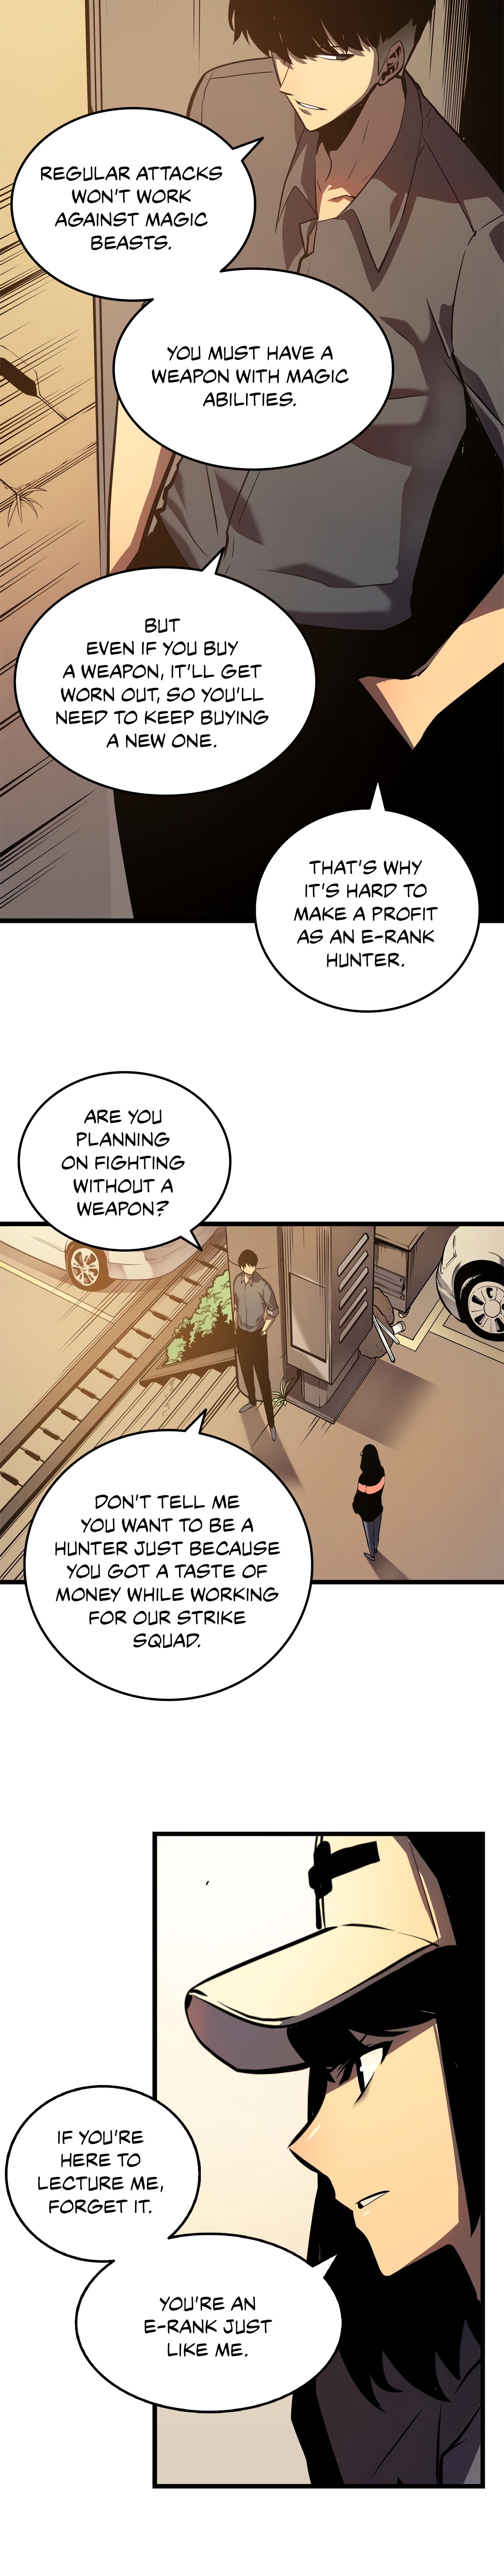 REGULAR ATTACKS
WON'T WORK
AGAINST MAGIC
BEASTS.
YOU MUST HAVE A
WEAPON WITH MAGIC
ABILITIES.
BUT
EVEN IF YOU BUY
A WEAPON, IT'LL GET
WORN OUT, SO YOU'LL
NEED TO KEEP BUYING
A NEW ONE.
THAT'S WHY
IT'S HARD TO
MAKE A PROFIT
AS AN E-RANK
HUNTER.
ARE YOU
PLANNING
ON FIGHTING
WITHOUT A
WEAPON?
DON'T TELL ME
YOU WANT TO BE A
HUNTER JUST BECAUSE
YOU GOT A TASTE OF
MONEY WHILE WORKING
FOR OUR STRIKE
SQUAD.
IF YOU'RE
HERE TO
LECTURE ME,
FORGET IT.
YOU'RE AN
E-RANK JUST
LIKE ME.